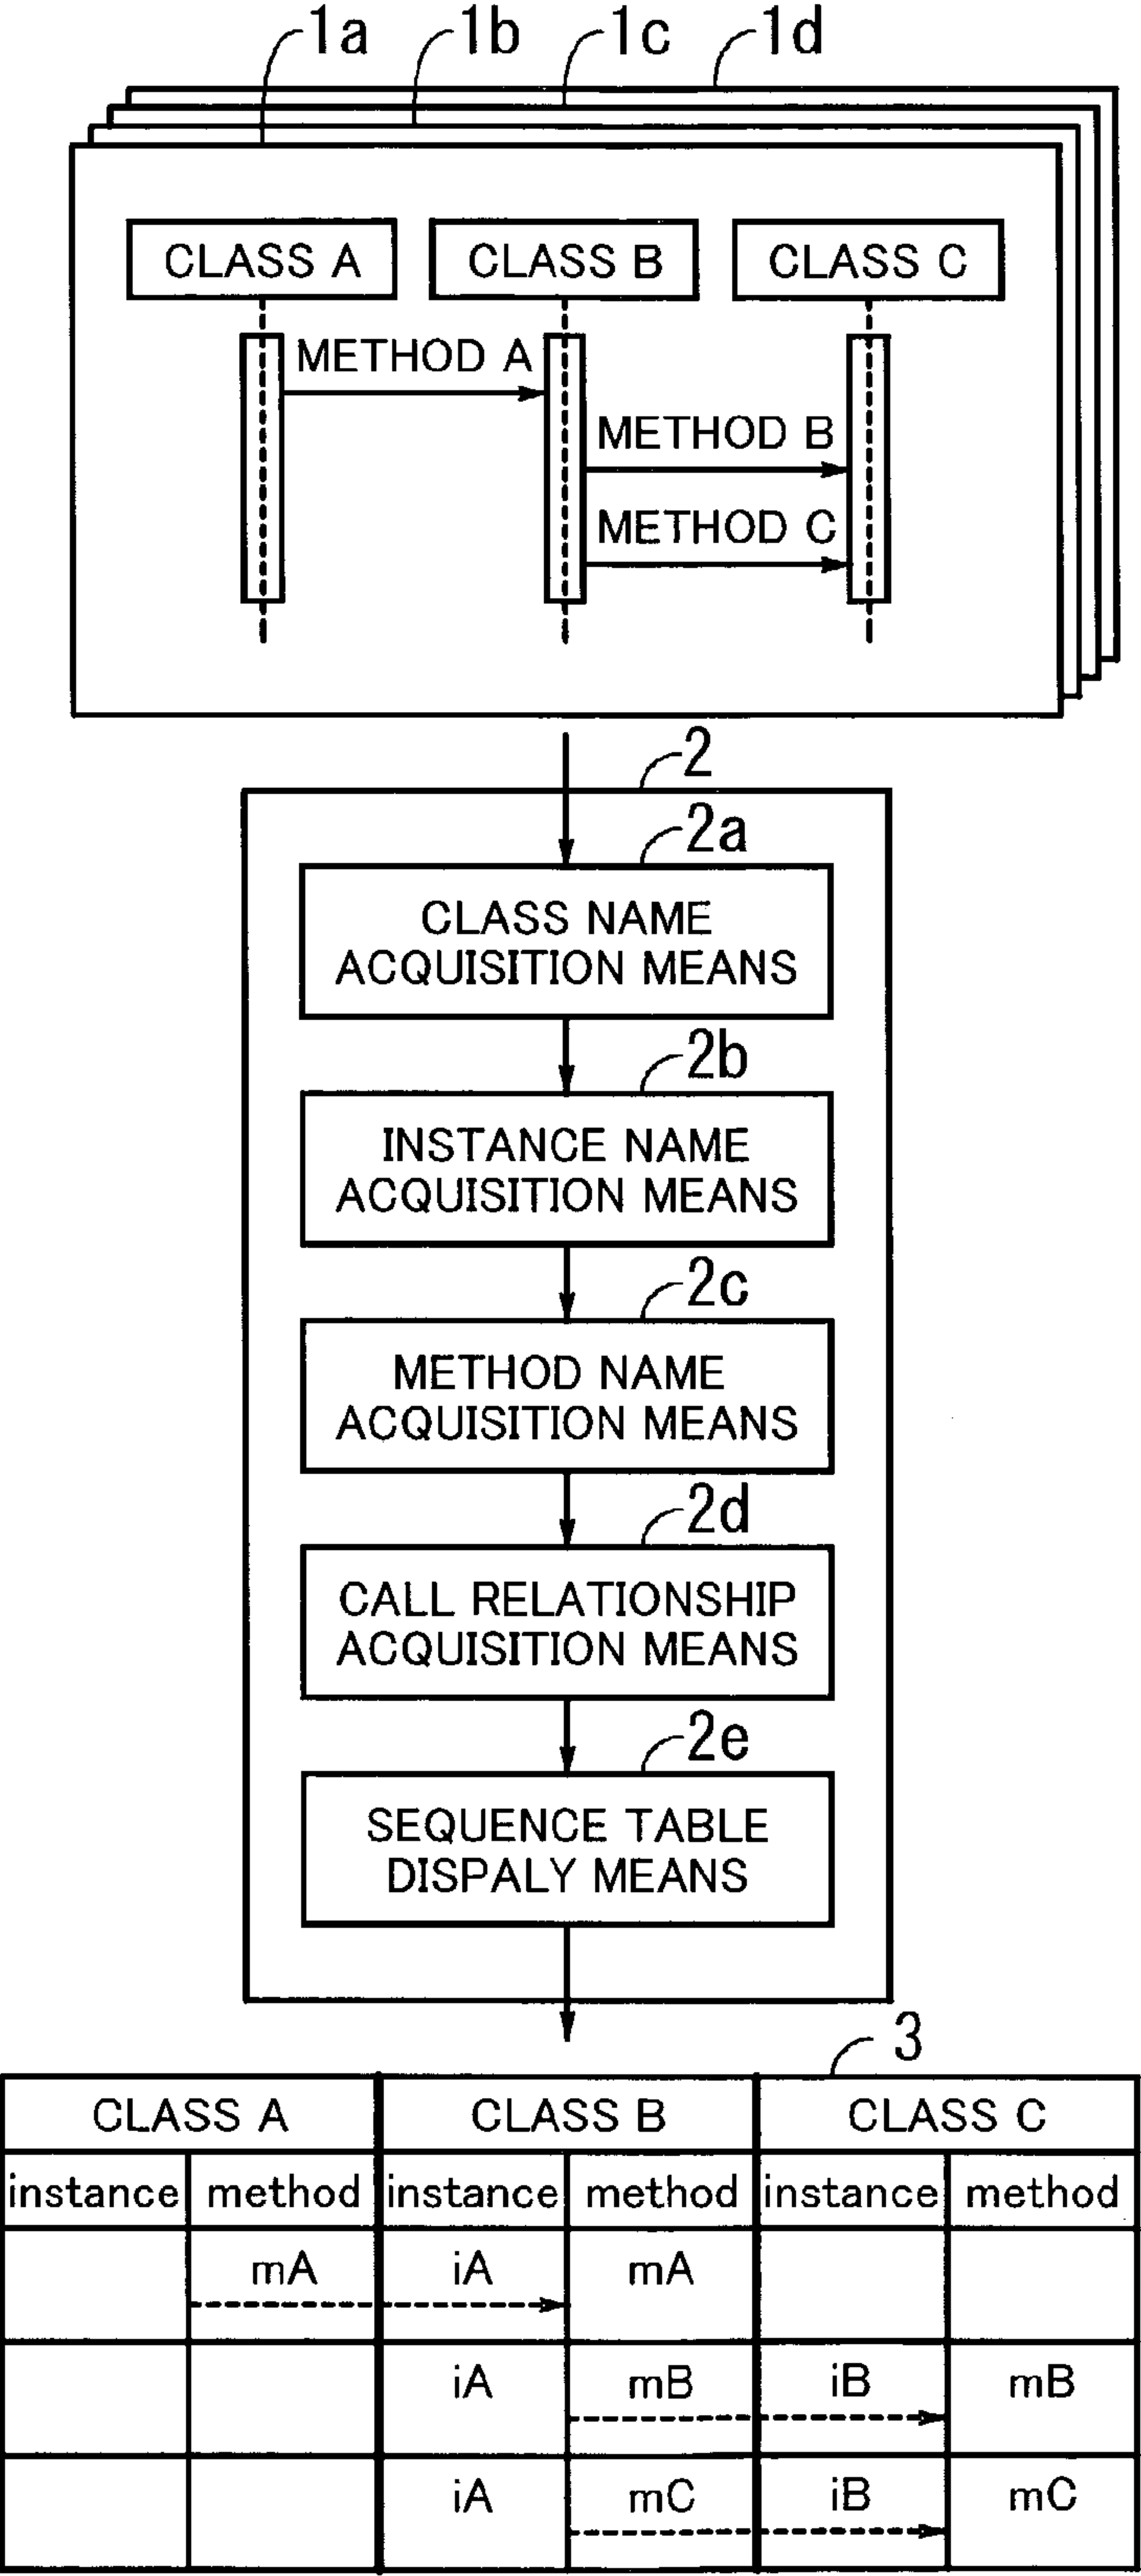 1a 1b 1c 1d
CLASS A CLASS B CLASS C
METHOD A
METHOD B
METHOD C
2
2a
CLASS NAME
ACQUISITION MEANS
2b
INSTANCE NAME
ACQUISITION MEANS
2c
METHOD NAME
ACQUISITION MEANS
2d
CALL RELATIONSHIP
ACQUISITION MEANS
2e
SEQUENCE TABLE
DISPALY MEANS
3
CLASS A CLASS B CLASS C
instance method instance method instance method
mA iA mA
iA mB iB mB
iA mC iB mC